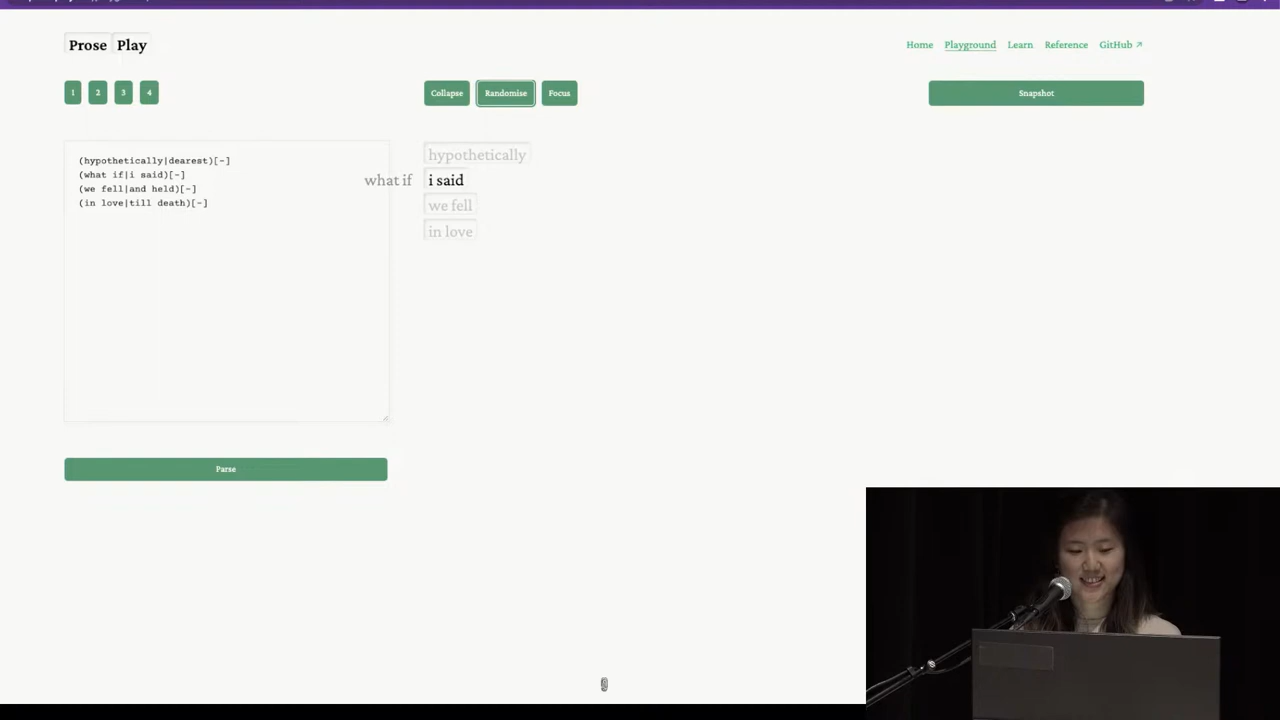 Prose Play
Home Playground Learn Reference GitHub ↗
1 2 3 4
Collapse Randomise Focus
Snapshot
(hypothetically|dearest)[-]
(what if|i said)[-]
(we fell|and held)[-]
(in love|till death)[-]
hypothetically
what if i said
we fell
in love
Parse